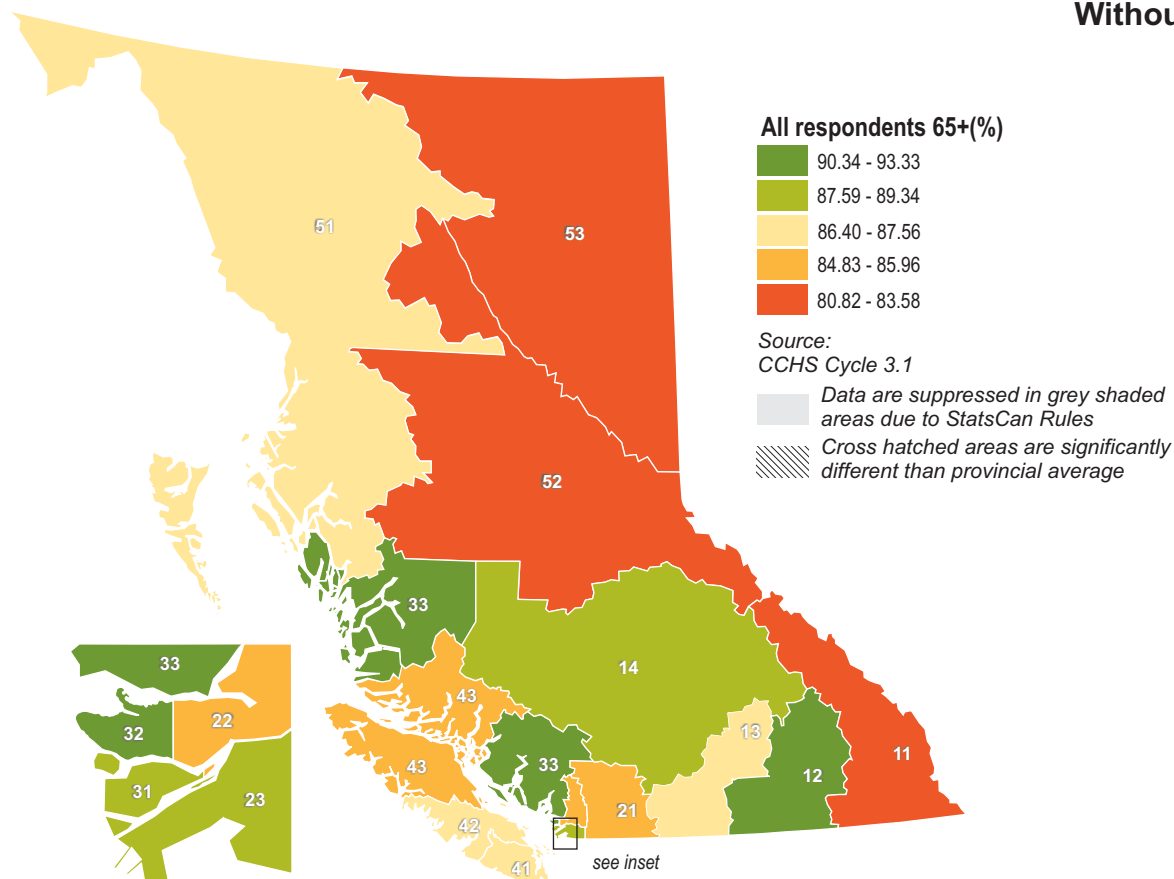 Withou
All respondents 65+(%)
90.34 - 93.33
87.59 - 89.34
86.40 - 87.56
84.83 - 85.96
80.82 - 83.58
Source:
CCHS Cycle 3.1
Data are suppressed in grey shaded
areas due to StatsCan Rules
Cross hatched areas are significantly
different than provincial average
51
53
52
33
14
43
13
33
43
12
11
21
42
41
see inset
33
32
22
31
23